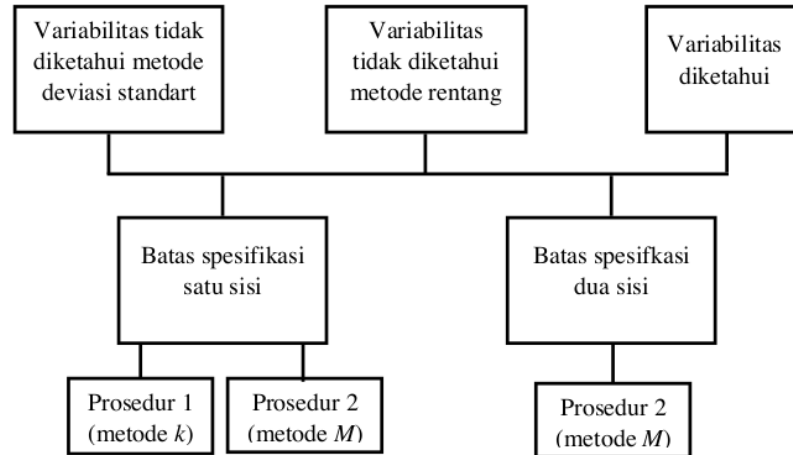 Variabilitas tidak
diketahui metode
deviasi standart
Variabilitas
tidak diketahui
metode rentang
Variabilitas
diketahui
Batas spesifikasi
satu sisi
Batas spesifkasi
dua sisi
Prosedur 1
(metode k)
Prosedur 2
(metode M)
Prosedur 2
(metode M)